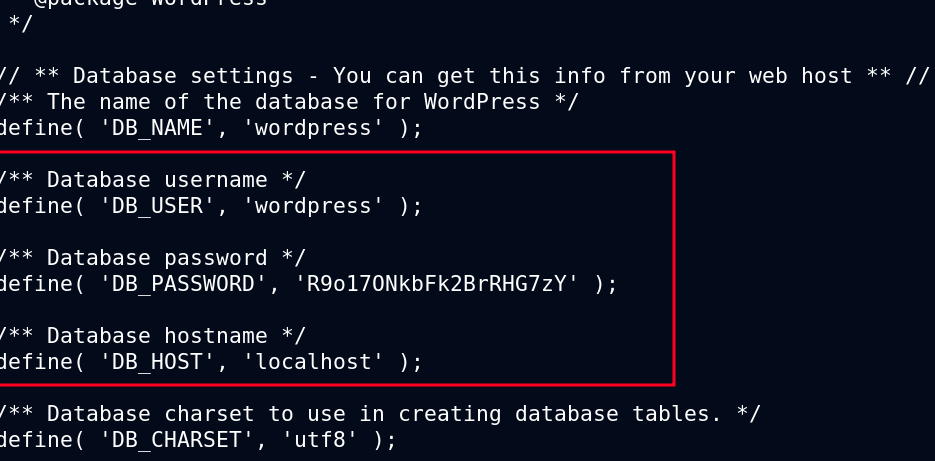 @package WordPress
*/
// ** Database settings - You can get this info from your web host ** //
/** The name of the database for WordPress */
define( 'DB_NAME', 'wordpress' );
/** Database username */
define( 'DB_USER', 'wordpress' );
/** Database password */
define( 'DB_PASSWORD', 'R9o17ONkbFk2BrRHG7zY' );
/** Database hostname */
define( 'DB_HOST', 'localhost' );
/** Database charset to use in creating database tables. */
define( 'DB_CHARSET', 'utf8' );